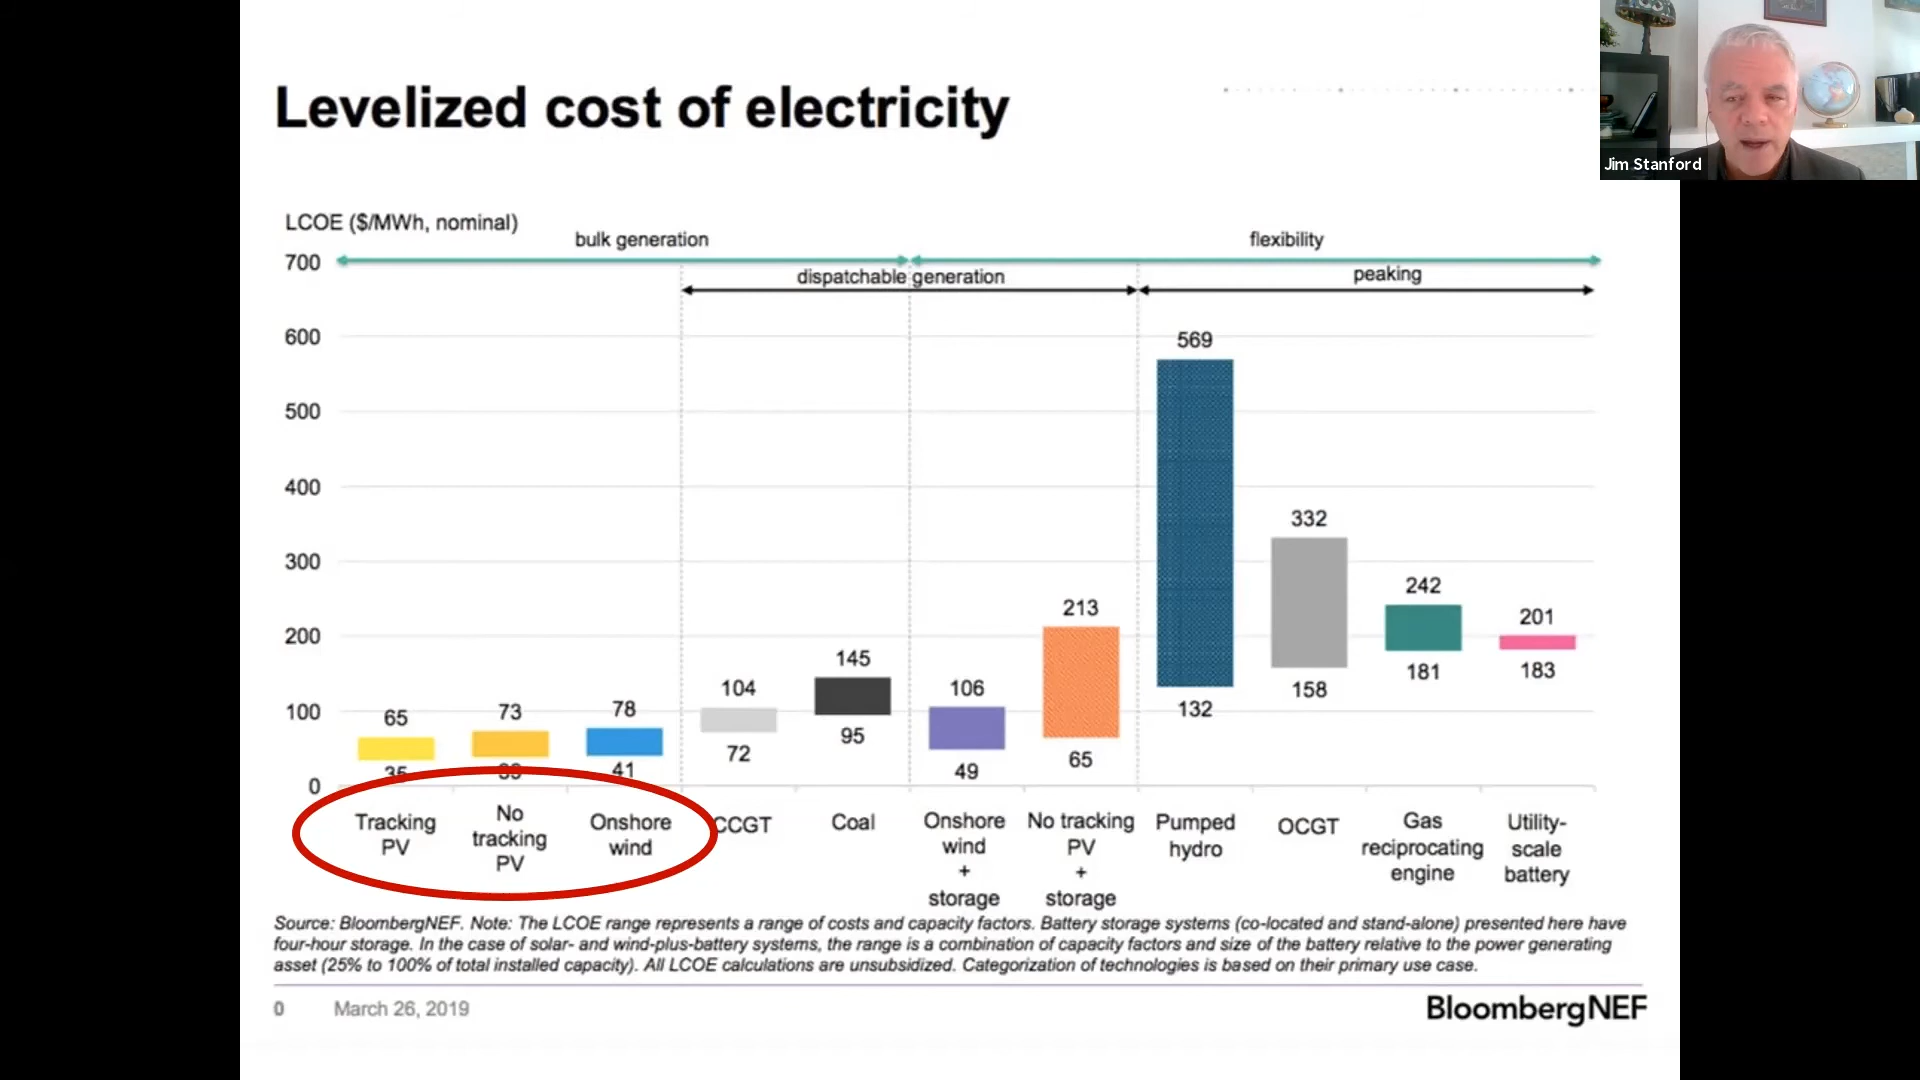 Levelized cost of electricity
Jim Stanford
LCOE ($/MWh, nominal)
bulk generation
flexibility
dispatchable generation
peaking
700
600
500
400
300
200
100
0
65
35
73
39
78
41
104
72
145
95
106
49
213
65
569
132
332
158
242
181
201
183
Tracking
PV
No
tracking
PV
Onshore
wind
CCGT
Coal
Onshore
wind
+
storage
No tracking
PV
+
storage
Pumped
hydro
OCGT
Gas
reciprocating
engine
Utility-
scale
battery
Source: BloombergNEF. Note: The LCOE range represents a range of costs and capacity factors. Battery storage systems (co-located and stand-alone) presented here have
four-hour storage. In the case of solar- and wind-plus-battery systems, the range is a combination of capacity factors and size of the battery relative to the power generating
asset (25% to 100% of total installed capacity). All LCOE calculations are unsubsidized. Categorization of technologies is based on their primary use case.
0 March 26, 2019
BloombergNEF